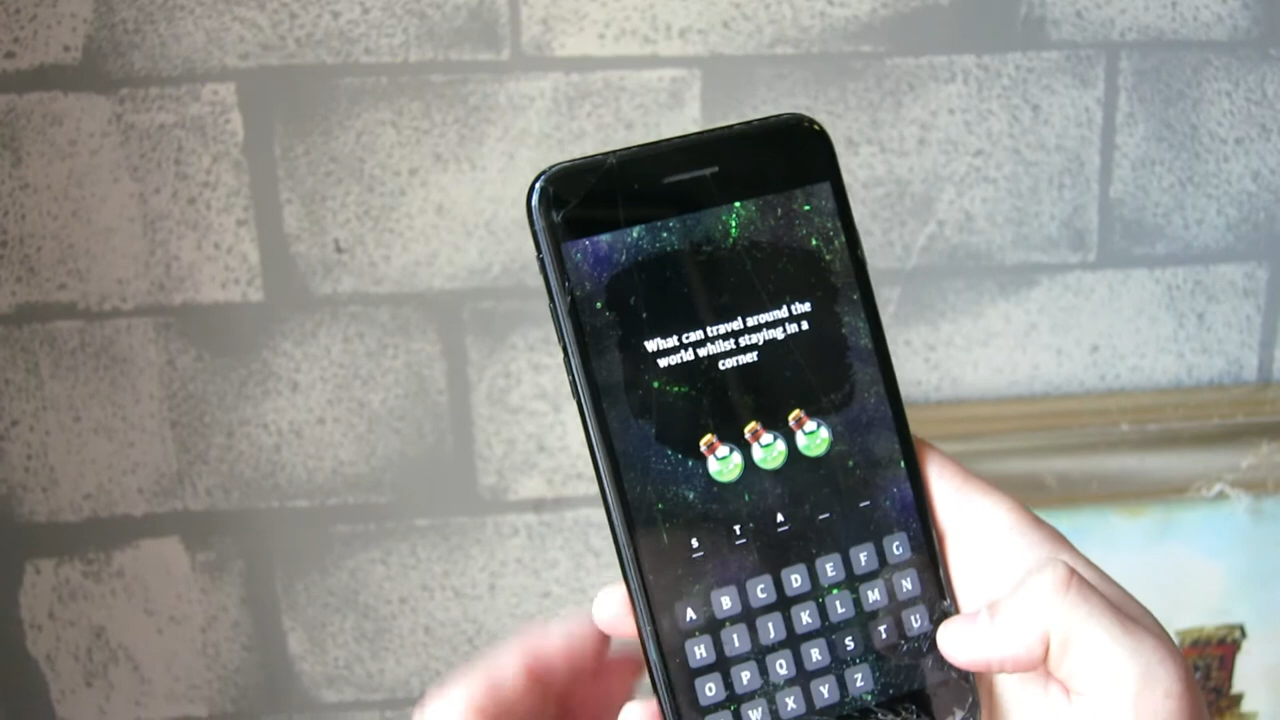 What can travel around the
world whilst staying in a
corner
S T A _ _
A B C D E F G
H I J K L M N
O P Q R S T U
W X Y Z